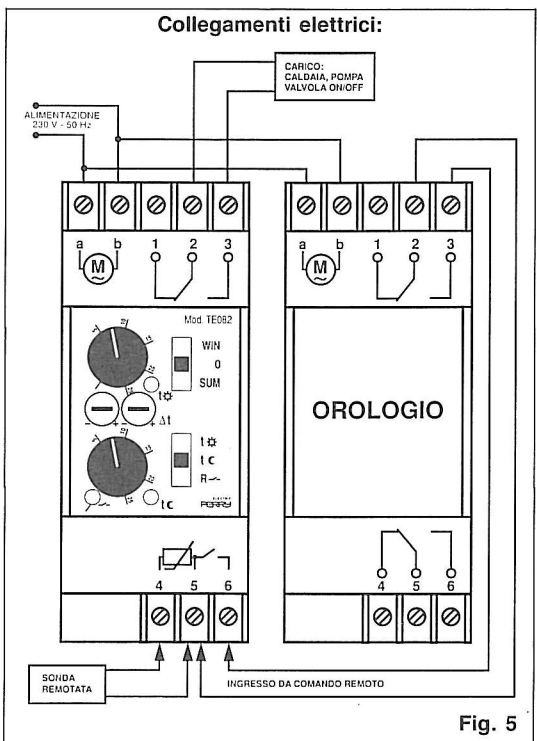 Collegamenti elettrici:
CARICO:
CALDAIA, POMPA
VALVOLA ON/OFF
ALIMENTAZIONE
230 V - 50 Hz
a b 1 2 3
M
a b 1 2 3
M
Mod. TE082
WIN
0
SUM
t☼
- + - + Δt
t☼
t☾
R
t☾
ELECTRIC
PERRY
OROLOGIO
4 5 6
4 5 6
SONDA
REMOTATA
INGRESSO DA COMANDO REMOTO
Fig. 5